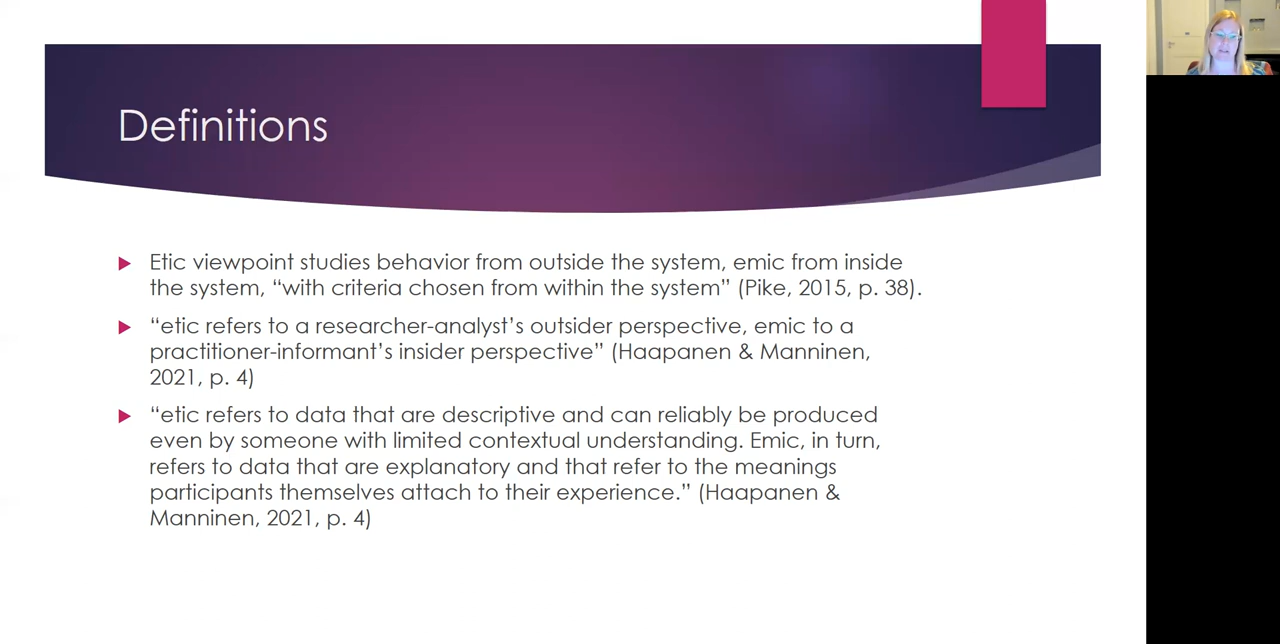 Definitions
Etic viewpoint studies behavior from outside the system, emic from inside
the system, “with criteria chosen from within the system” (Pike, 2015, p. 38).
“etic refers to a researcher-analyst’s outsider perspective, emic to a
practitioner-informant’s insider perspective” (Haapanen & Manninen,
2021, p. 4)
“etic refers to data that are descriptive and can reliably be produced
even by someone with limited contextual understanding. Emic, in turn,
refers to data that are explanatory and that refer to the meanings
participants themselves attach to their experience.” (Haapanen &
Manninen, 2021, p. 4)